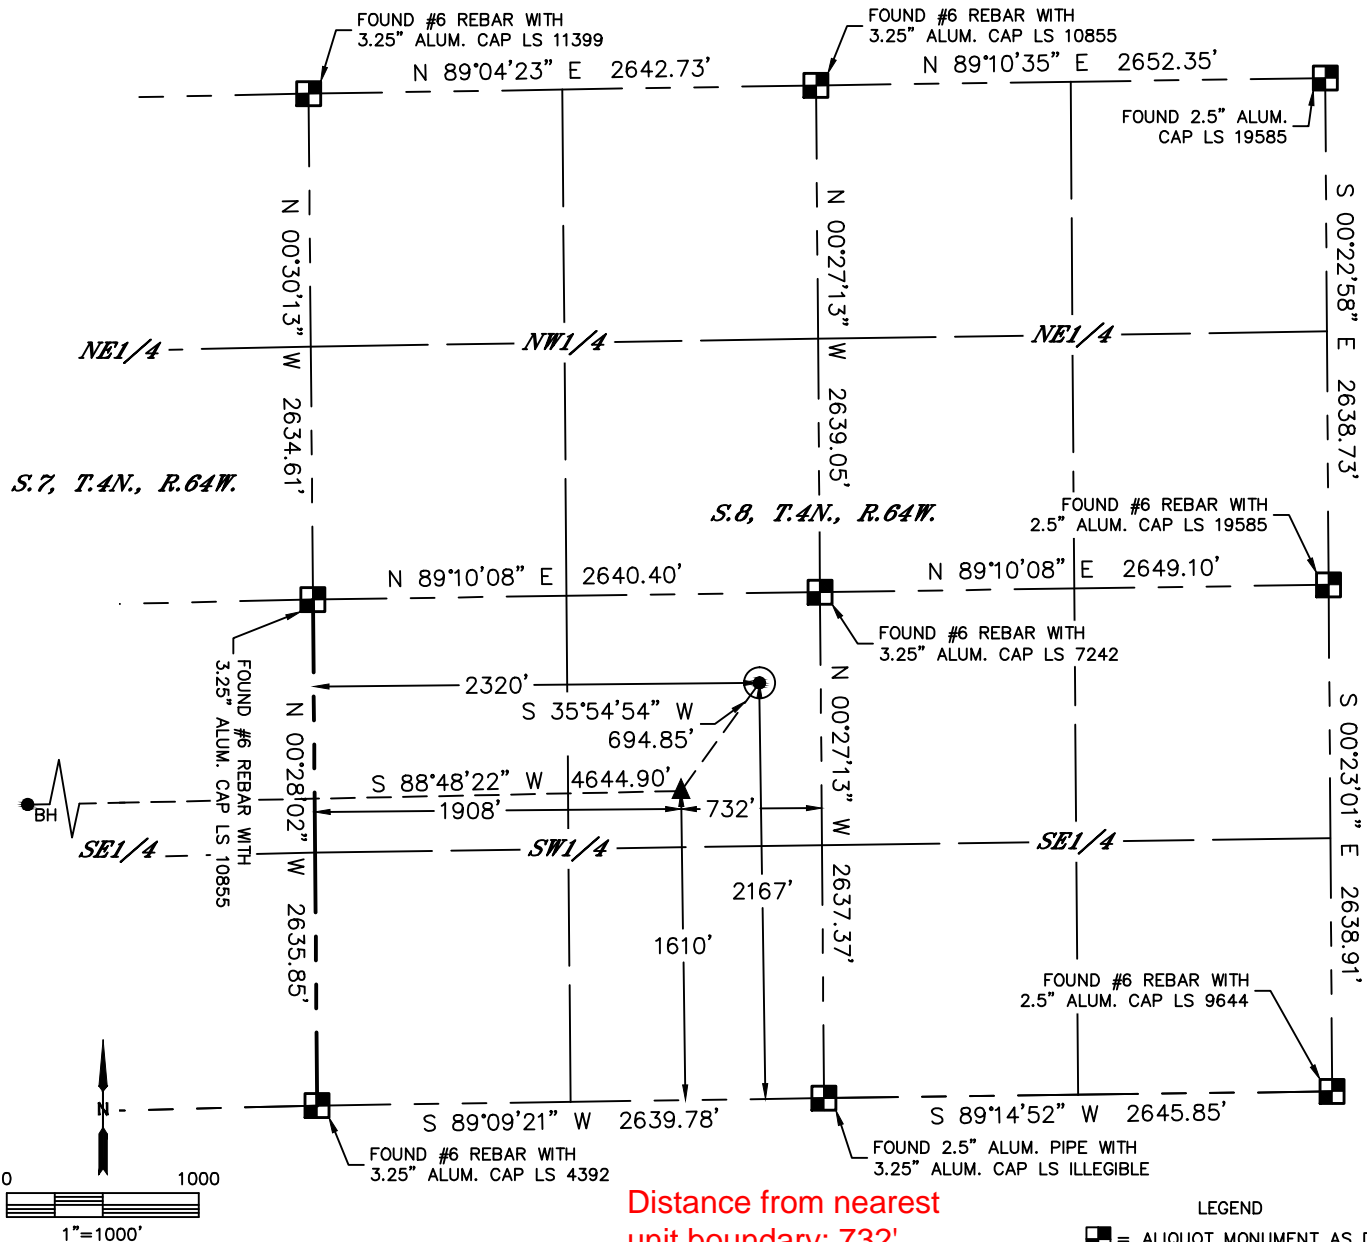 FOUND #6 REBAR WITH
3.25" ALUM. CAP LS 11399
FOUND #6 REBAR WITH
3.25" ALUM. CAP LS 10855
N 89°04'23" E 2642.73'
N 89°10'35" E 2652.35'
FOUND 2.5" ALUM.
CAP LS 19585
N 00°30'13" W 2634.61'
N 00°27'13" W 2639.05'
S 00°22'58" E 2638.73'
NE1/4
NW1/4
NE1/4
S.7, T.4N., R.64W.
S.8, T.4N., R.64W.
FOUND #6 REBAR WITH
2.5" ALUM. CAP LS 19585
N 89°10'08" E 2640.40'
N 89°10'08" E 2649.10'
FOUND #6 REBAR WITH
3.25" ALUM. CAP LS 7242
FOUND #6 REBAR WITH
3.25" ALUM. CAP LS 10855
2320'
S 35°54'54" W
694.85'
N 00°28'02" W 2635.85'
N 00°27'13" W 2637.37'
S 00°23'01" E 2638.91'
S 88°48'22" W 4644.90'
BH
1908'
732'
SE1/4
SW1/4
SE1/4
2167'
1610'
FOUND #6 REBAR WITH
2.5" ALUM. CAP LS 9644
N
S 89°09'21" W 2639.78'
S 89°14'52" W 2645.85'
FOUND #6 REBAR WITH
3.25" ALUM. CAP LS 4392
FOUND 2.5" ALUM. PIPE WITH
3.25" ALUM. CAP LS ILLEGIBLE
0 1000
1"=1000'
Distance from nearest
unit boundary: 732'
LEGEND
= ALIQUOT MONUMENT AS